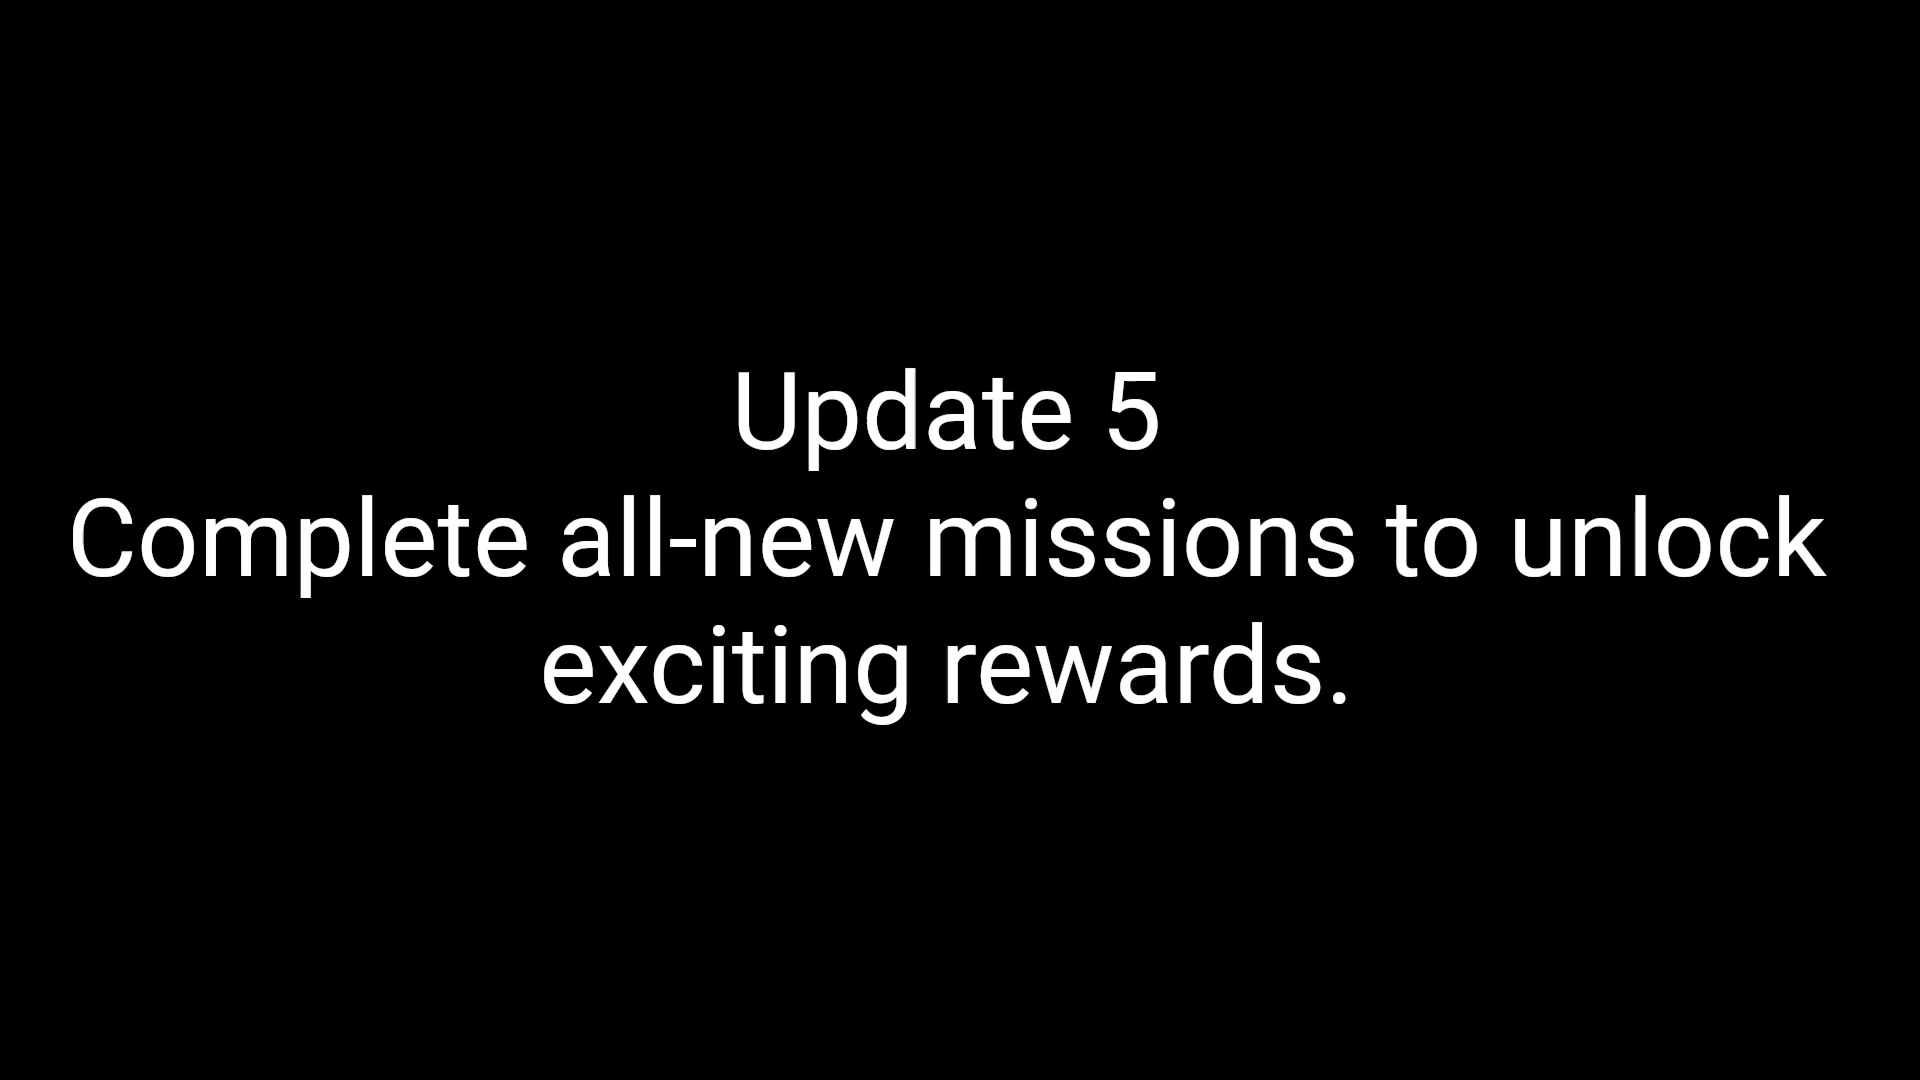 Update 5
Complete all-new missions to unlock
exciting rewards.